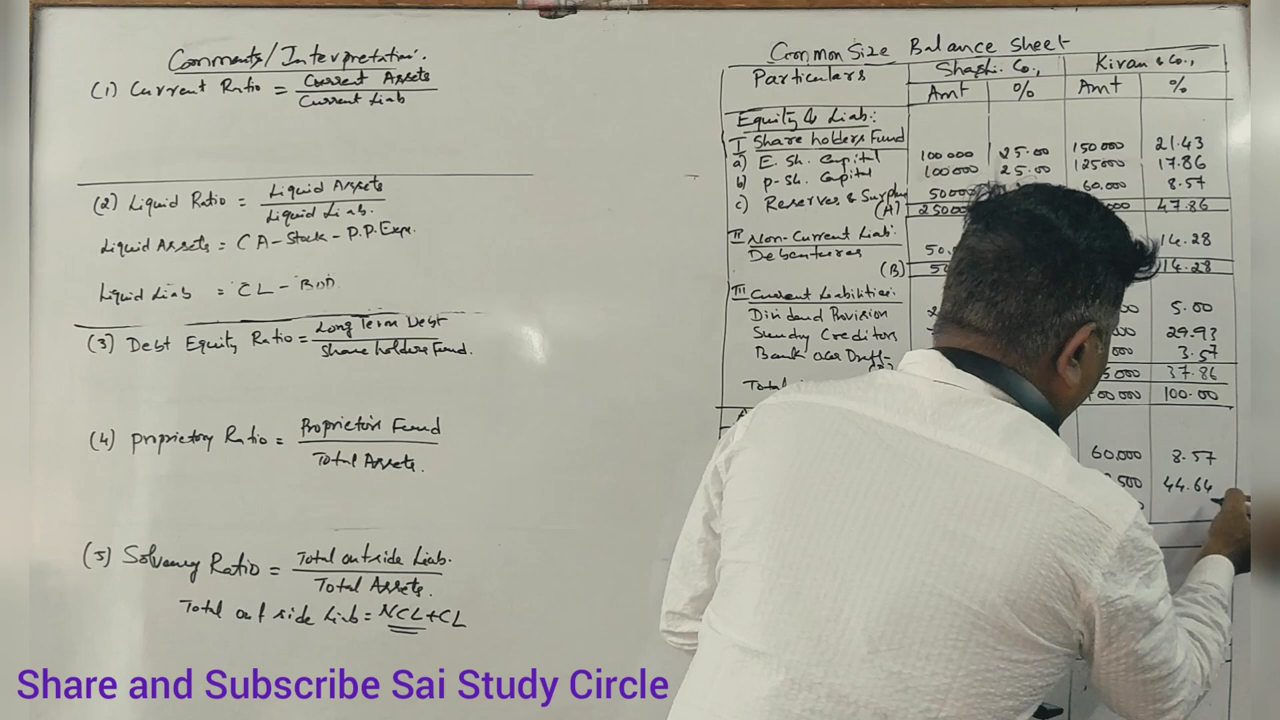 Comments/Interpretation:
(1) Current Ratio = Current Assets
Current Liab
(2) Liquid Ratio = Liquid Assets
Liquid Liab.
Liquid Assets = CA - Stock - P.P. Exp.
Liquid Liab = CL - BOD
(3) Debt Equity Ratio = Long Term Debt
Share holders Fund.
(4) Proprietory Ratio = Proprietors Fund
Total Assets.
(5) Solvency Ratio = Total outside Liab.
Total Assets.
Total out side Liab = NCL + CL
Common Size Balance Sheet
Particulars Shashi. Co., Kiran & Co.,
Amt % Amt %
Equity & Liab:
I Share holders Fund
a) E. Sh. Capital 100000 25.00 150000 21.43
b) P. Sh. Capital 100000 25.00 125000 17.86
c) Reserves & Surplus 50000 60,000 8.57
(A) 250000 47.86
II Non-Current Liab:
Debentures 14.28
(B) 14.28
III Current Liabilities:
Dividend Provision 5.00
Sundry Creditors 29.93
Bank over Draft 3.57
37.86
Total 100.00
60,000 8.57
44.64
Share and Subscribe Sai Study Circle